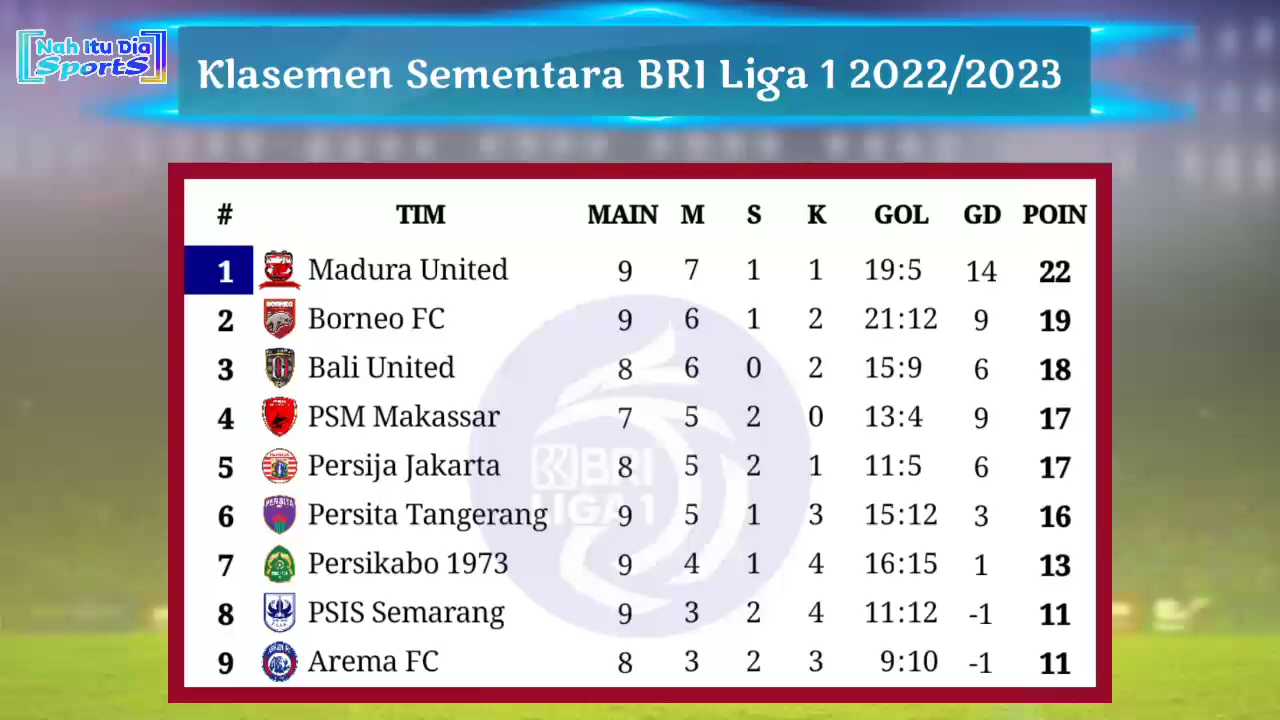 Nah Itu Dia
Sports
Klasemen Sementara BRI Liga 1 2022/2023
# TIM MAIN M S K GOL GD POIN
1 Madura United 9 7 1 1 19:5 14 22
2 Borneo FC 9 6 1 2 21:12 9 19
3 Bali United 8 6 0 2 15:9 6 18
4 PSM Makassar 7 5 2 0 13:4 9 17
5 Persija Jakarta 8 5 2 1 11:5 6 17
6 Persita Tangerang 9 5 1 3 15:12 3 16
7 Persikabo 1973 9 4 1 4 16:15 1 13
8 PSIS Semarang 9 3 2 4 11:12 -1 11
9 Arema FC 8 3 2 3 9:10 -1 11
BRI
LIGA 1